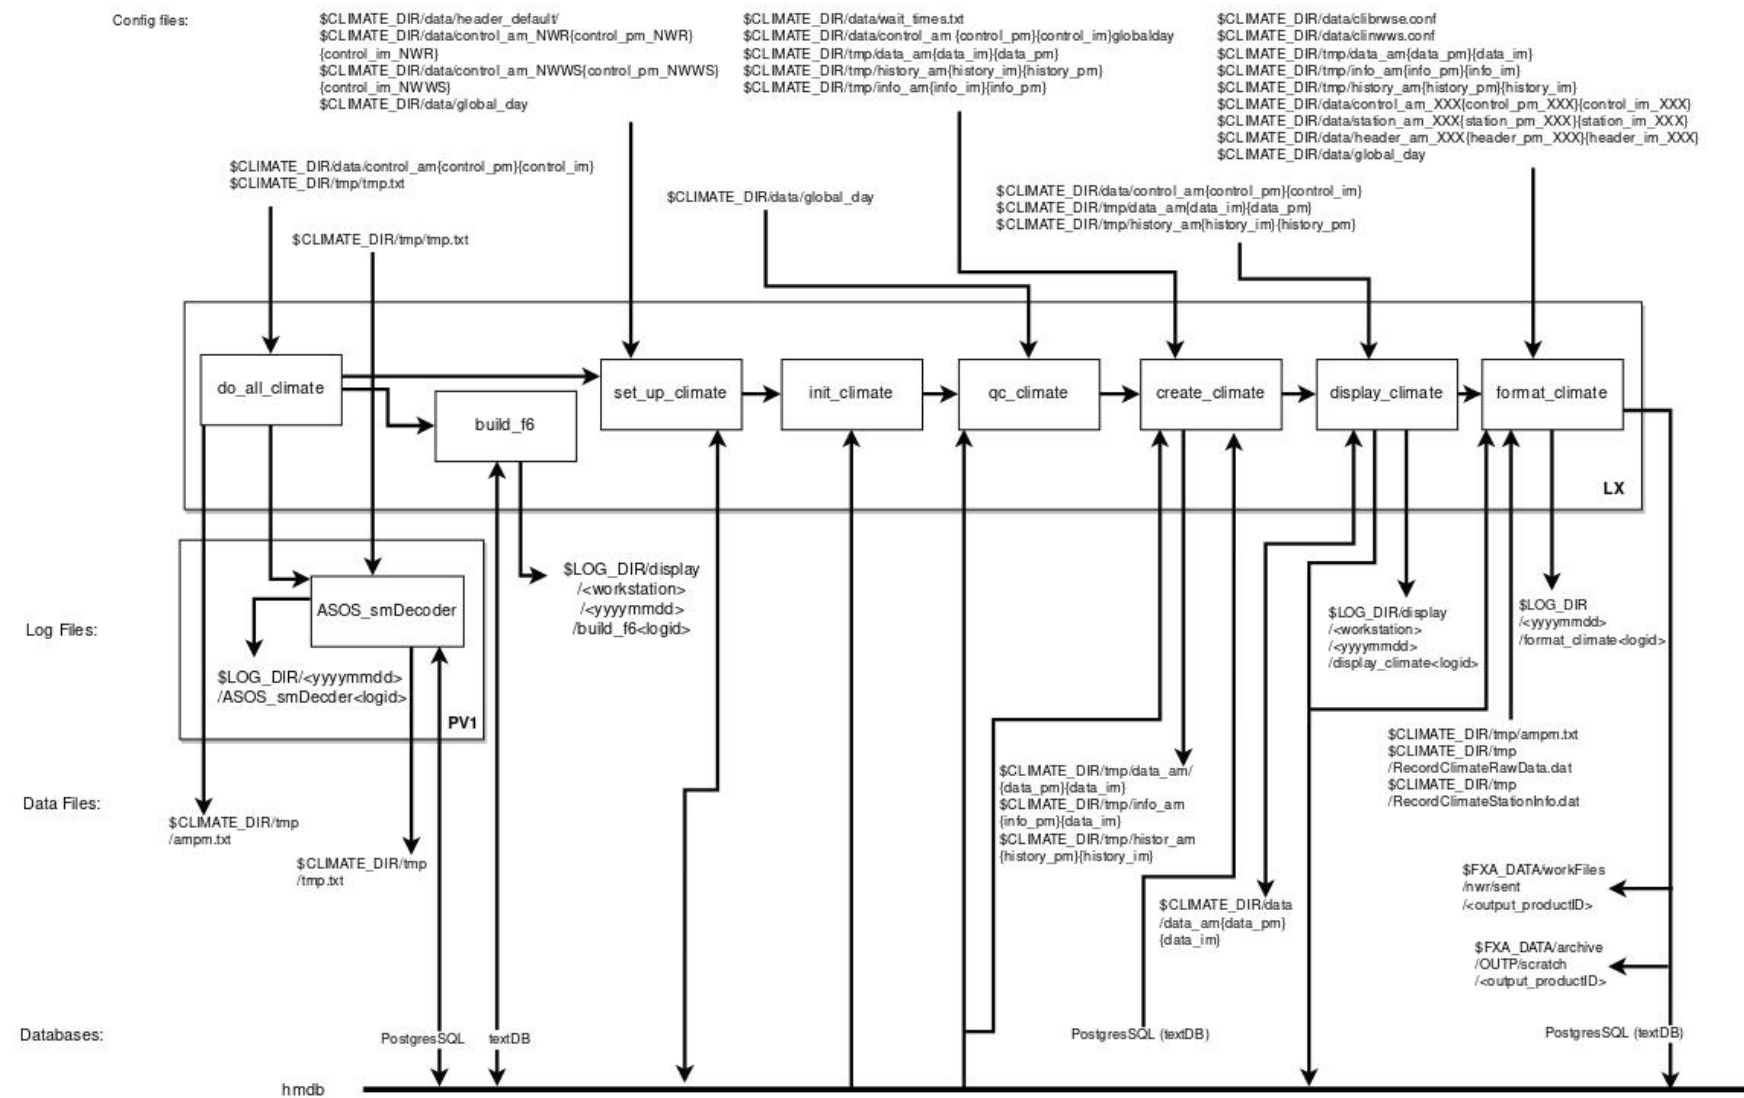 Config files:
$CLIMATE_DIR/data/header_default/
$CLIMATE_DIR/data/control_am_NWR{control_pm_NWR}
{control_im_NWR}
$CLIMATE_DIR/data/control_am_NWWS{control_pm_NWWS}
{control_im_NWWS}
$CLIMATE_DIR/data/global_day
$CLIMATE_DIR/data/wait_times.txt
$CLIMATE_DIR/data/control_am {control_pm}{control_im}globalday
$CLIMATE_DIR/tmp/data_am{data_im}{data_pm}
$CLIMATE_DIR/tmp/history_am{history_im}{history_pm}
$CLIMATE_DIR/tmp/info_am{info_im}{info_pm}
$CLIMATE_DIR/data/clibrwse.conf
$CLIMATE_DIR/data/clinwws.conf
$CLIMATE_DIR/tmp/data_am{data_pm}{data_im}
$CLIMATE_DIR/tmp/info_am{info_pm}{info_im}
$CLIMATE_DIR/tmp/history_am{history_pm}{history_im}
$CLIMATE_DIR/data/control_am_XXX{control_pm_XXX}{control_im_XXX}
$CLIMATE_DIR/data/station_am_XXX{station_pm_XXX}{station_im_XXX}
$CLIMATE_DIR/data/header_am_XXX{header_pm_XXX}{header_im_XXX}
$CLIMATE_DIR/data/global_day
$CLIMATE_DIR/data/control_am{control_pm}{control_im}
$CLIMATE_DIR/tmp/tmp.txt
$CLIMATE_DIR/tmp/tmp.txt
$CLIMATE_DIR/data/global_day
$CLIMATE_DIR/data/control_am{control_pm}{control_im}
$CLIMATE_DIR/tmp/data_am{data_im}{data_pm}
$CLIMATE_DIR/tmp/history_am{history_im}{history_pm}
do_all_climate
build_f6
set_up_climate
init_climate
qc_climate
create_climate
display_climate
format_climate
LX
ASOS_smDecoder
$LOG_DIR/<yyyymmdd>
/ASOS_smDecder<logid>
PV1
Log Files:
$LOG_DIR/display
/<workstation>
/<yyyymmdd>
/build_f6<logid>
$LOG_DIR/display
/<workstation>
/<yyyymmdd>
/display_climate<logid>
$LOG_DIR
/<yyyymmdd>
/format_climate<logid>
Data Files:
$CLIMATE_DIR/tmp
/ampm.txt
$CLIMATE_DIR/tmp
/tmp.txt
$CLIMATE_DIR/tmp/data_am/
{data_pm}{data_im}
$CLIMATE_DIR/tmp/info_am
{info_pm}{data_im}
$CLIMATE_DIR/tmp/histor_am
{history_pm}{history_im}
$CLIMATE_DIR/data
/data_am{data_pm}
{data_im}
$CLIMATE_DIR/tmp/ampm.txt
$CLIMATE_DIR/tmp
/RecordClimateRawData.dat
$CLIMATE_DIR/tmp
/RecordClimateStationInfo.dat
$FXA_DATA/workFiles
/nwr/sent
/<output_productID>
$FXA_DATA/archive
/OUTP/scratch
/<output_productID>
Databases:
PostgresSQL
textDB
PostgresSQL (textDB)
PostgresSQL (textDB)
hmdb